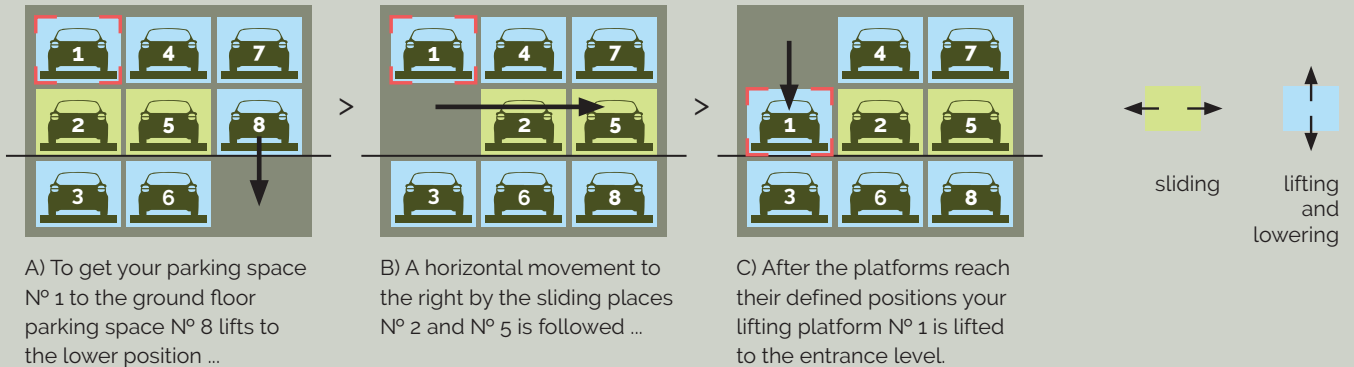 1 4 7
2 5 8
3 6
>
1 4 7
2 5
3 6 8
>
4 7
1 2 5
3 6 8
sliding
lifting
and
lowering
A) To get your parking space
Nº 1 to the ground floor
parking space Nº 8 lifts to
the lower position ...
B) A horizontal movement to
the right by the sliding places
Nº 2 and Nº 5 is followed ...
C) After the platforms reach
their defined positions your
lifting platform Nº 1 is lifted
to the entrance level.